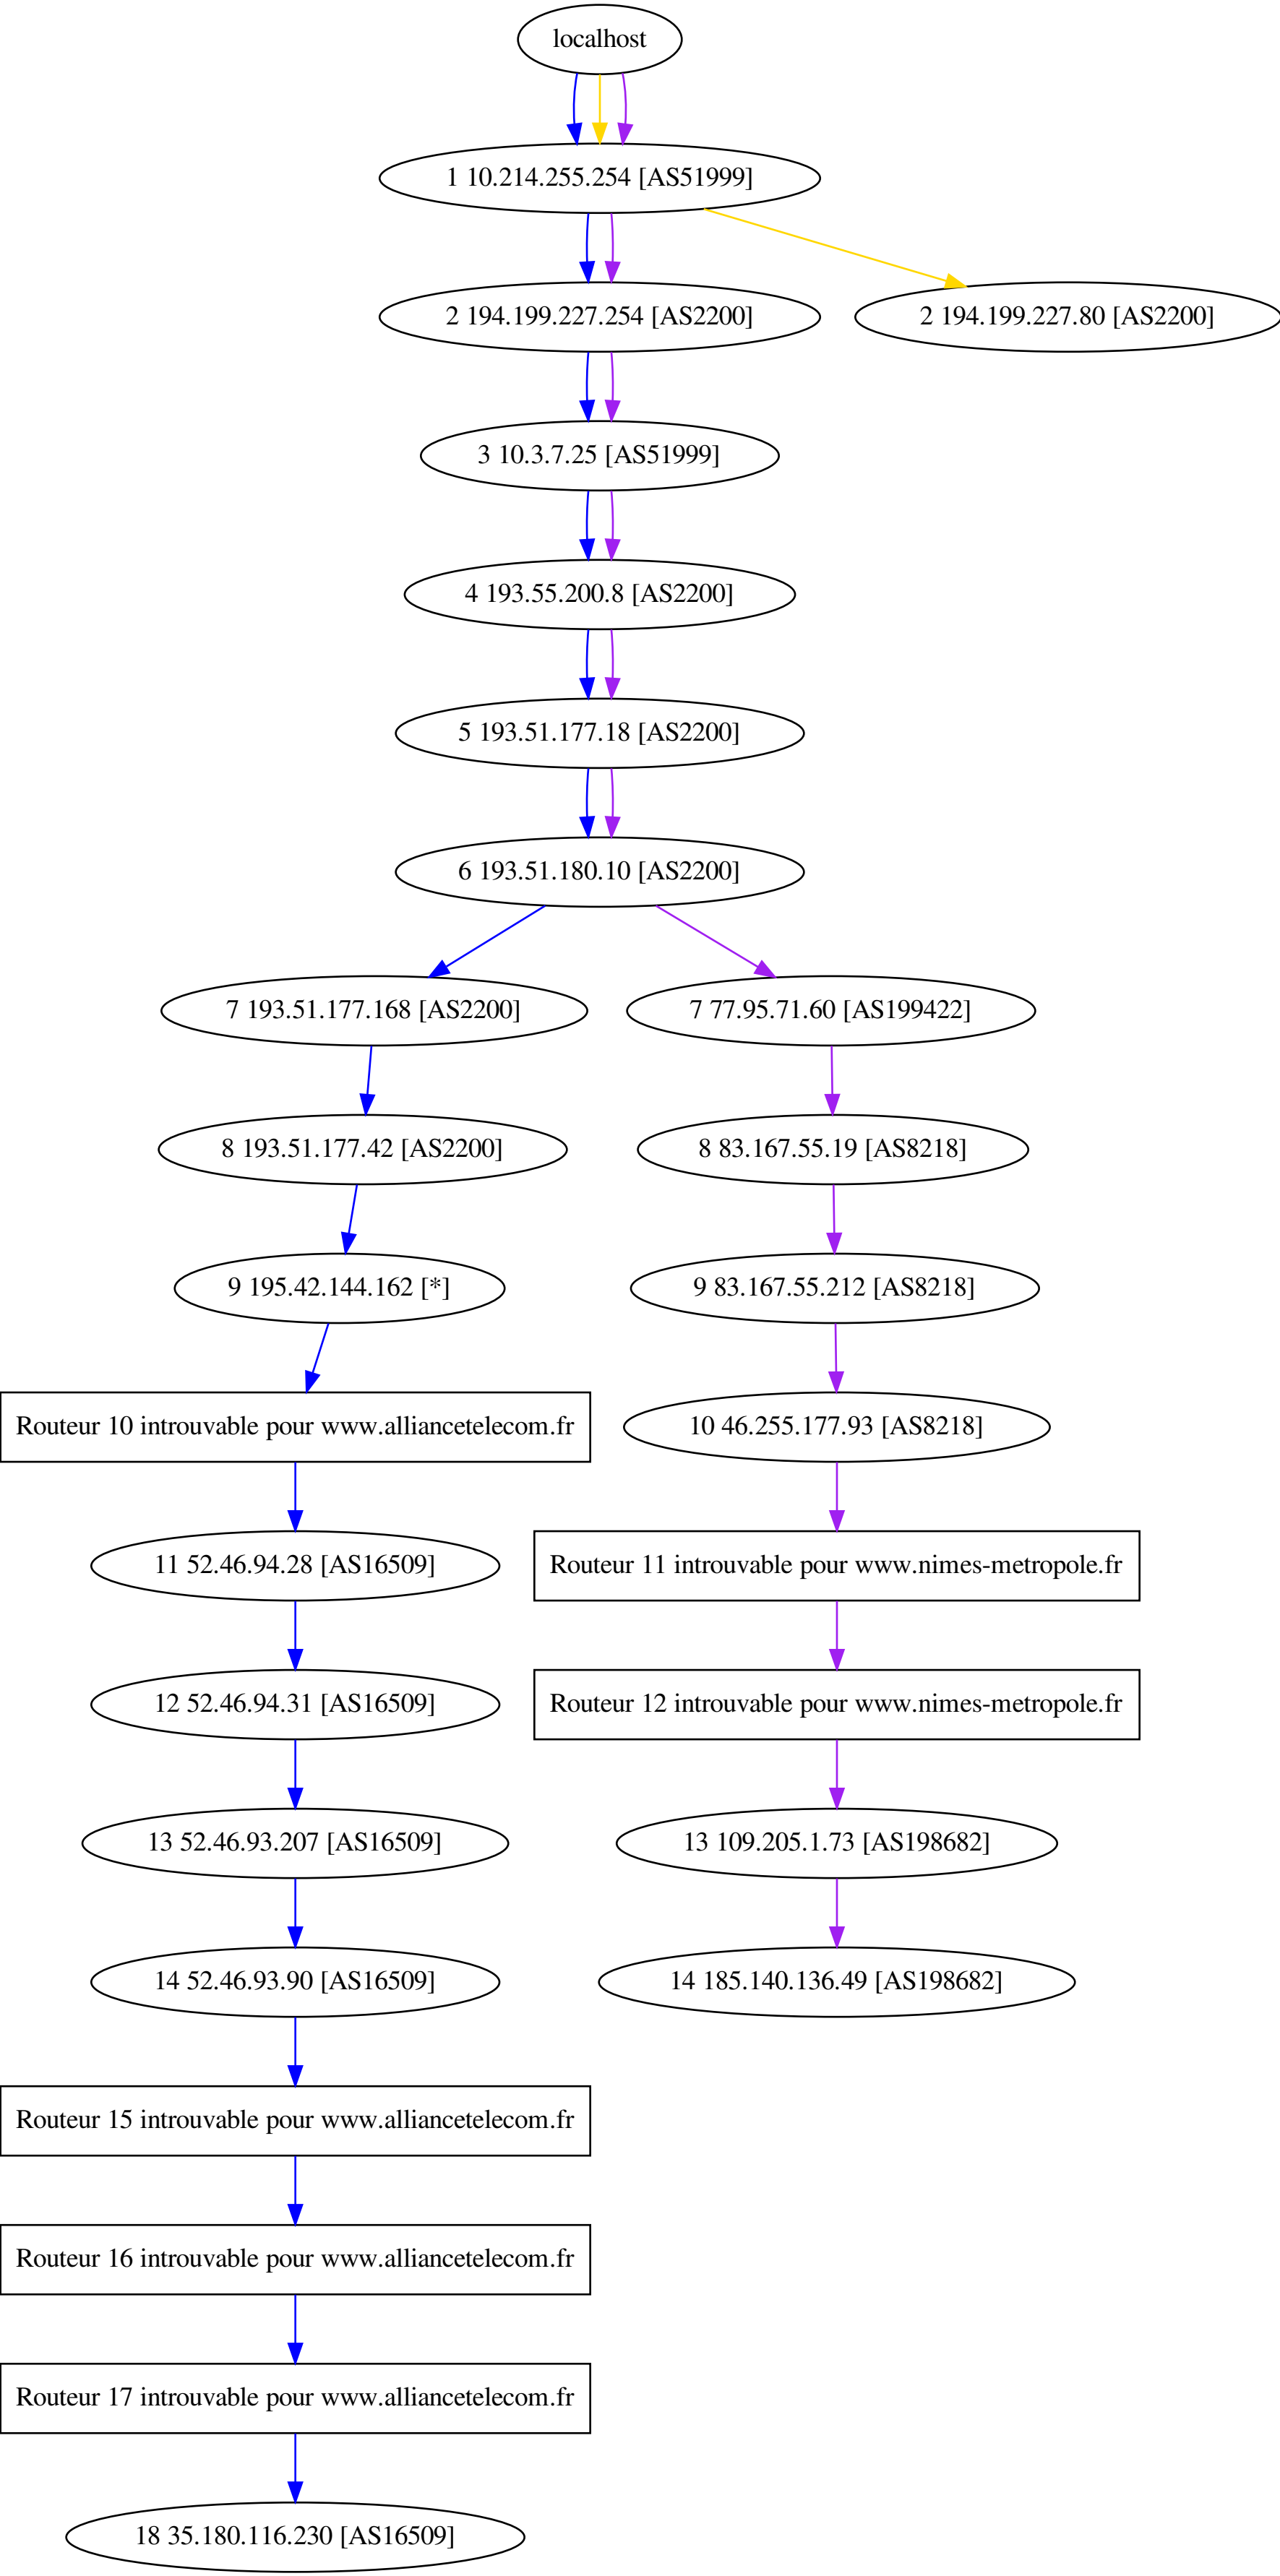 localhost
1 10.214.255.254 [AS51999]
2 194.199.227.254 [AS2200]
2 194.199.227.80 [AS2200]
3 10.3.7.25 [AS51999]
4 193.55.200.8 [AS2200]
5 193.51.177.18 [AS2200]
6 193.51.180.10 [AS2200]
7 193.51.177.168 [AS2200]
7 77.95.71.60 [AS199422]
8 193.51.177.42 [AS2200]
8 83.167.55.19 [AS8218]
9 195.42.144.162 [*]
9 83.167.55.212 [AS8218]
Routeur 10 introuvable pour www.alliancetelecom.fr
10 46.255.177.93 [AS8218]
11 52.46.94.28 [AS16509]
Routeur 11 introuvable pour www.nimes-metropole.fr
12 52.46.94.31 [AS16509]
Routeur 12 introuvable pour www.nimes-metropole.fr
13 52.46.93.207 [AS16509]
13 109.205.1.73 [AS198682]
14 52.46.93.90 [AS16509]
14 185.140.136.49 [AS198682]
Routeur 15 introuvable pour www.alliancetelecom.fr
Routeur 16 introuvable pour www.alliancetelecom.fr
Routeur 17 introuvable pour www.alliancetelecom.fr
18 35.180.116.230 [AS16509]